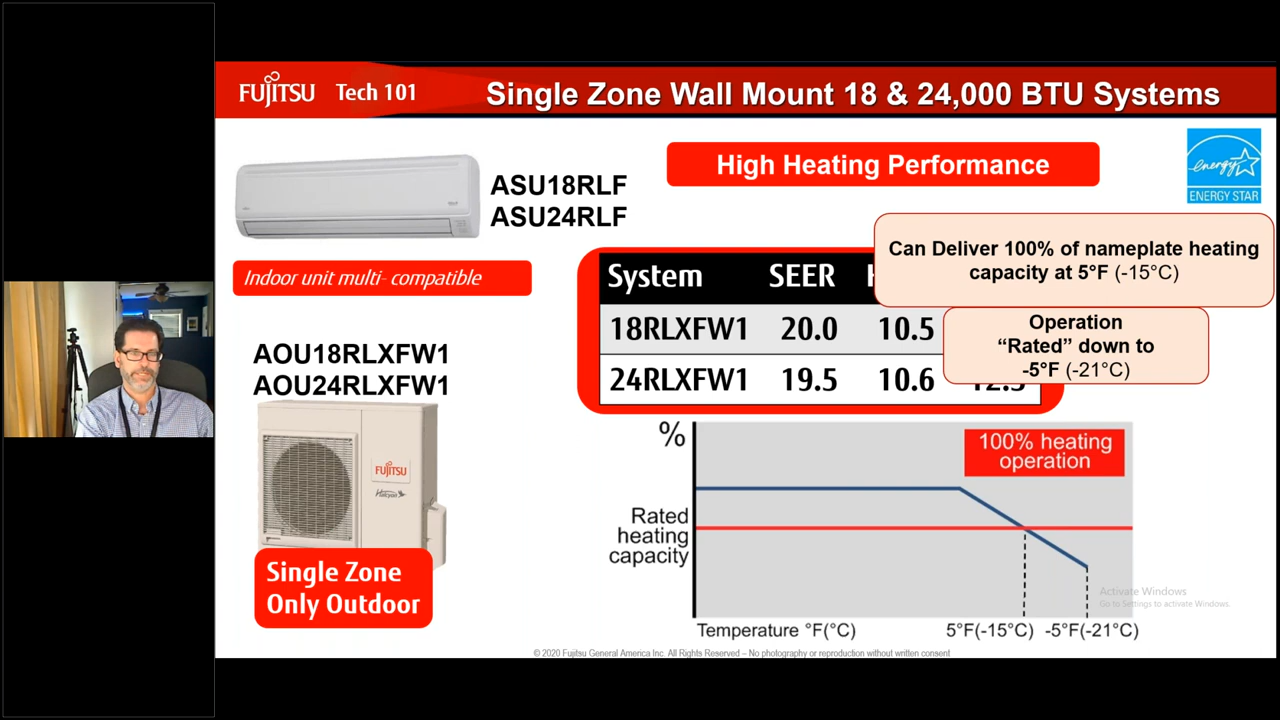 FUJITSU Tech 101
Single Zone Wall Mount 18 & 24,000 BTU Systems
High Heating Performance
energy
ENERGY STAR
ASU18RLF
ASU24RLF
Indoor unit multi- compatible
Can Deliver 100% of nameplate heating
capacity at 5°F (-15°C)
System SEER
18RLXFW1 20.0 10.5
24RLXFW1 19.5 10.6
Operation
“Rated” down to
-5°F (-21°C)
AOU18RLXFW1
AOU24RLXFW1
FUJITSU
Halcyon
Single Zone
Only Outdoor
%
100% heating
operation
Rated
heating
capacity
Temperature °F(°C) 5°F(-15°C) -5°F(-21°C)
Activate Windows
Go to Settings to activate Windows.
© 2020 Fujitsu General America Inc. All Rights Reserved – No photography or reproduction without written consent